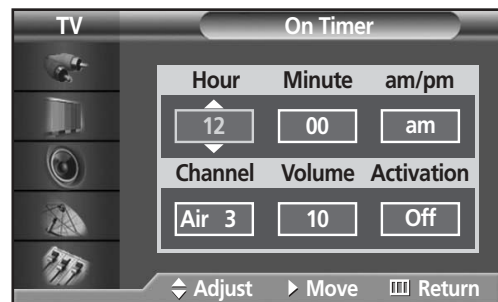 TV On Timer
Hour Minute am/pm
12 00 am
Channel Volume Activation
Air 3 10 Off
Adjust Move Return